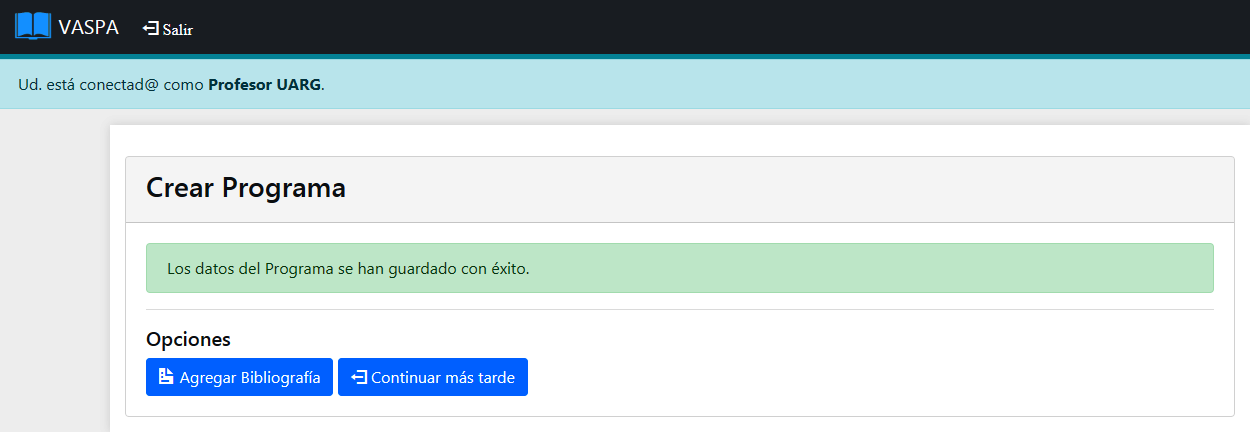 VASPA Salir
Ud. está conectad@ como Profesor UARG.
Crear Programa
Los datos del Programa se han guardado con éxito.
Opciones
Agregar Bibliografía Continuar más tarde